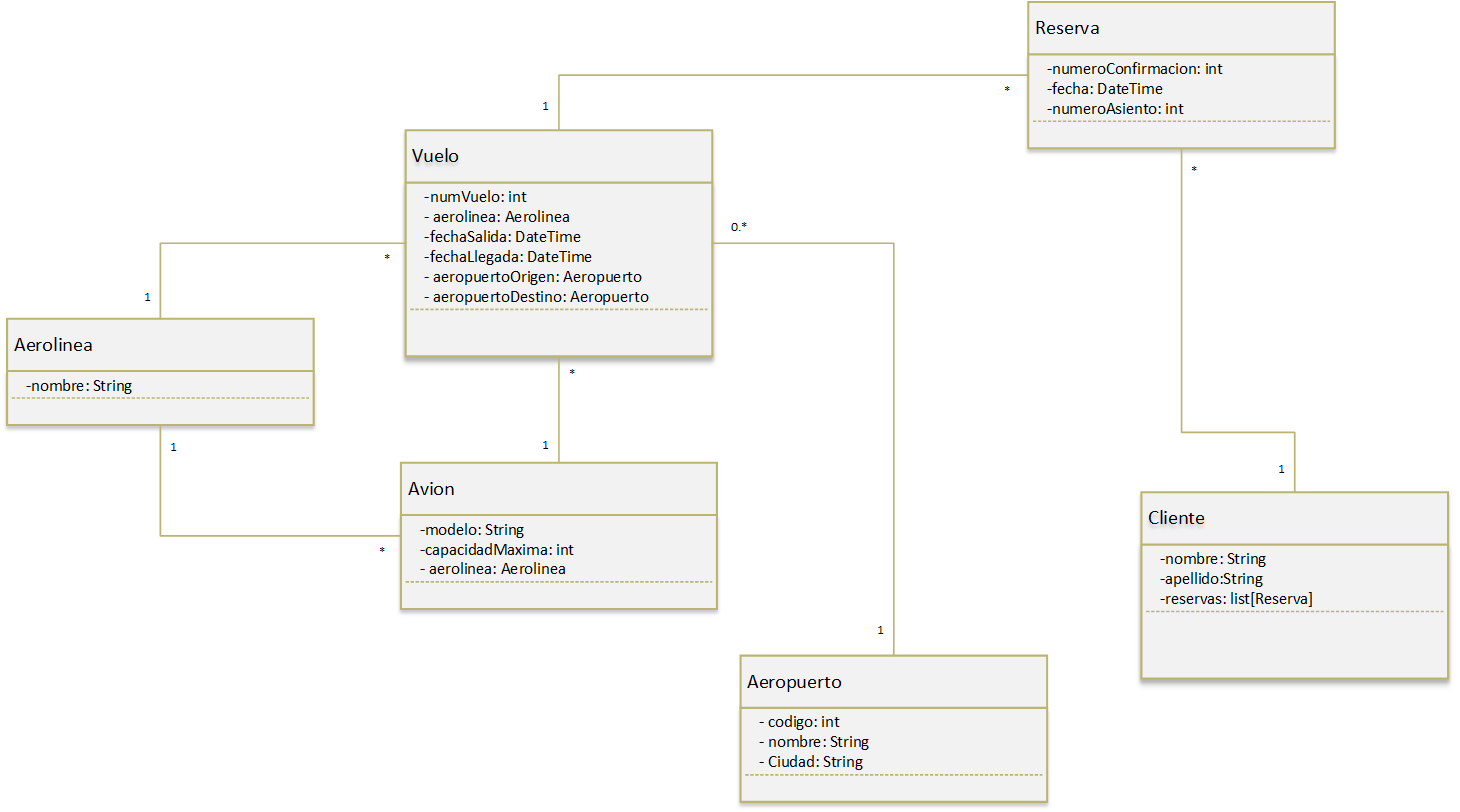 Reserva
-numeroConfirmacion: int
-fecha: DateTime
-numeroAsiento: int
*
1
Vuelo
-numVuelo: int
- aerolinea: Aerolinea
-fechaSalida: DateTime
-fechaLlegada: DateTime
- aeropuertoOrigen: Aeropuerto
- aeropuertoDestino: Aeropuerto
*
0.*
*
1
Aerolinea
-nombre: String
*
1
1
Avion
-modelo: String
-capacidadMaxima: int
- aerolinea: Aerolinea
*
1
Cliente
-nombre: String
-apellido:String
-reservas: list[Reserva]
1
Aeropuerto
- codigo: int
- nombre: String
- Ciudad: String